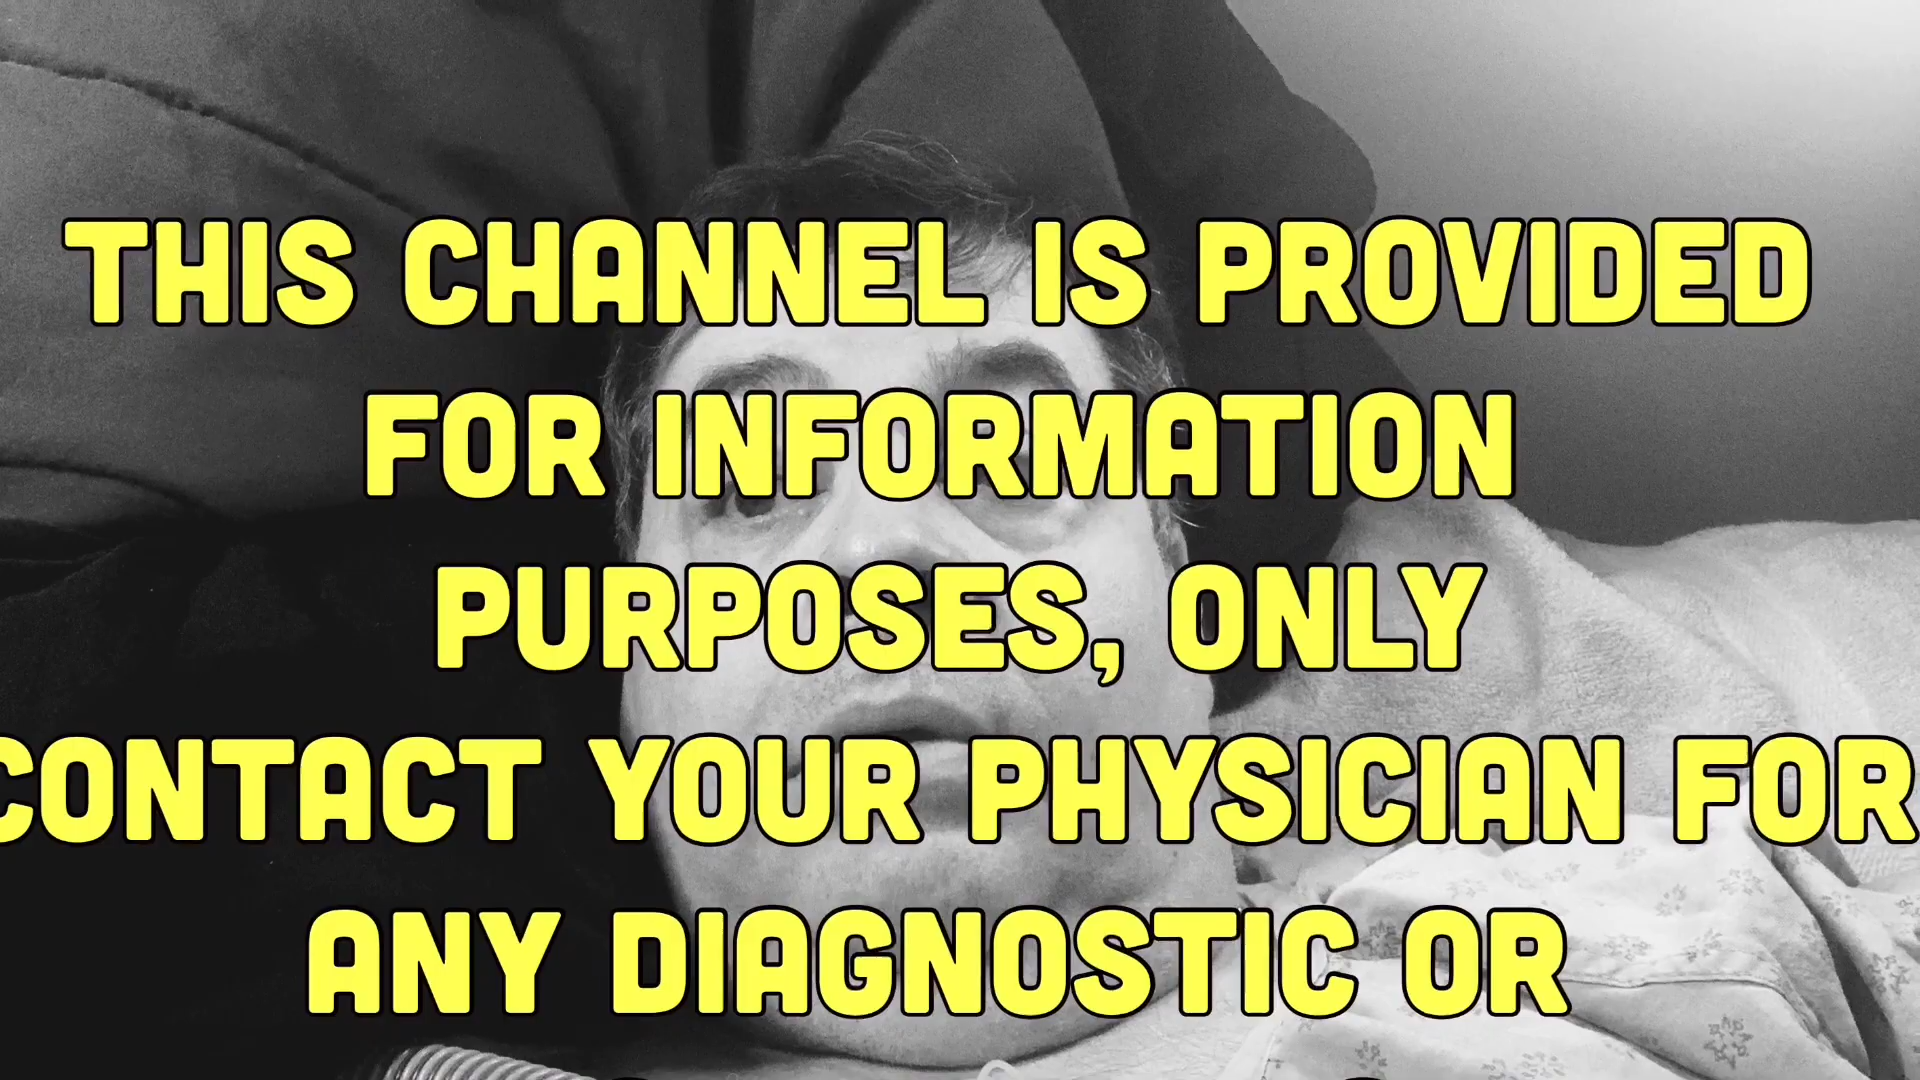 THIS CHANNEL IS PROVIDED
FOR INFORMATION
PURPOSES, ONLY
CONTACT YOUR PHYSICIAN FOR
ANY DIAGNOSTIC OR